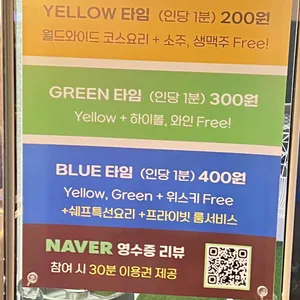 YELLOW 타임 (인당 1분) 200원
월드와이드 코스요리 + 소주, 생맥주 Free!
GREEN 타임 (인당 1분) 300원
Yellow + 하이볼, 와인 Free!
BLUE 타임 (인당 1분) 400원
Yellow, Green + 위스키 Free
+쉐프특선요리 +프라이빗 룸서비스
NAVER 영수증 리뷰
참여 시 30분 이용권 제공